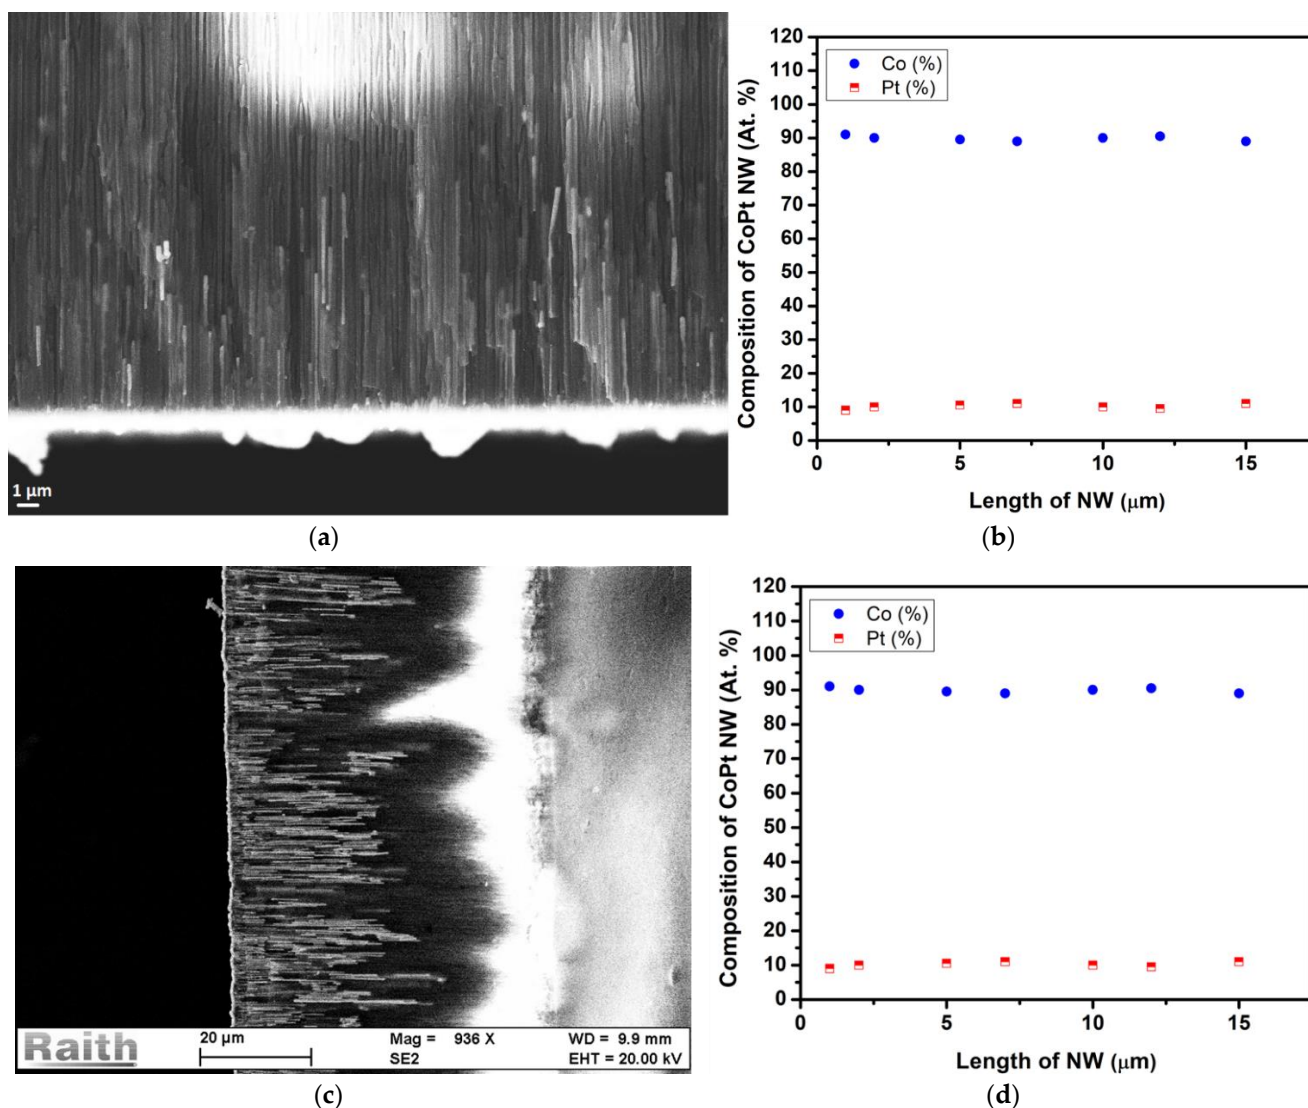 1 μm
(a)
120
110
100
90
80
70
60
50
40
30
20
10
0
Composition of CoPt NW (At. %)
Co (%)
Pt (%)
0
5
10
15
Length of NW (μm)
(b)
Raith
20 μm
Mag = 936 X
WD = 9.9 mm
SE2
EHT = 20.00 kV
(c)
120
110
100
90
80
70
60
50
40
30
20
10
0
Composition of CoPt NW (At. %)
Co (%)
Pt (%)
0
5
10
15
Length of NW (μm)
(d)